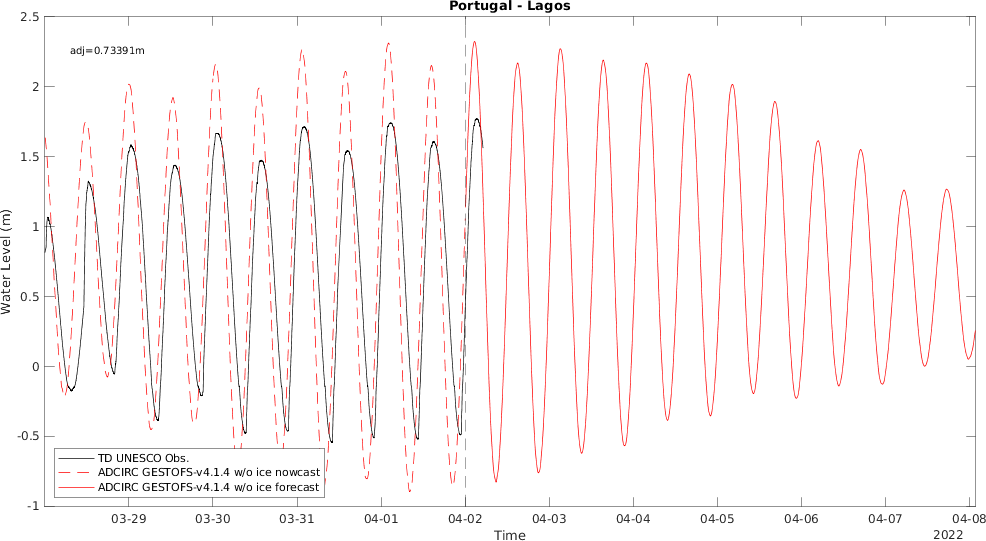 Portugal - Lagos
adj=0.73391m
Water Level (m)
2.5
2
1.5
1
0.5
0
-0.5
-1
TD UNESCO Obs.
ADCIRC GESTOFS-v4.1.4 w/o ice nowcast
ADCIRC GESTOFS-v4.1.4 w/o ice forecast
03-29 03-30 03-31 04-01 04-02 04-03 04-04 04-05 04-06 04-07 04-08
Time
2022